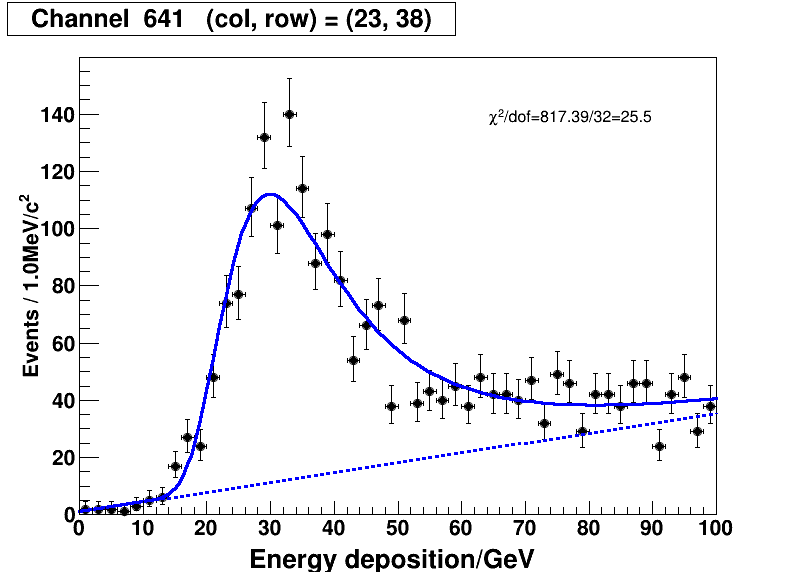 Channel 641 (col, row) = (23, 38)
χ²/dof=817.39/32=25.5
Events / 1.0MeV/c²
140
120
100
80
60
40
20
0
0 10 20 30 40 50 60 70 80 90 100
Energy deposition/GeV